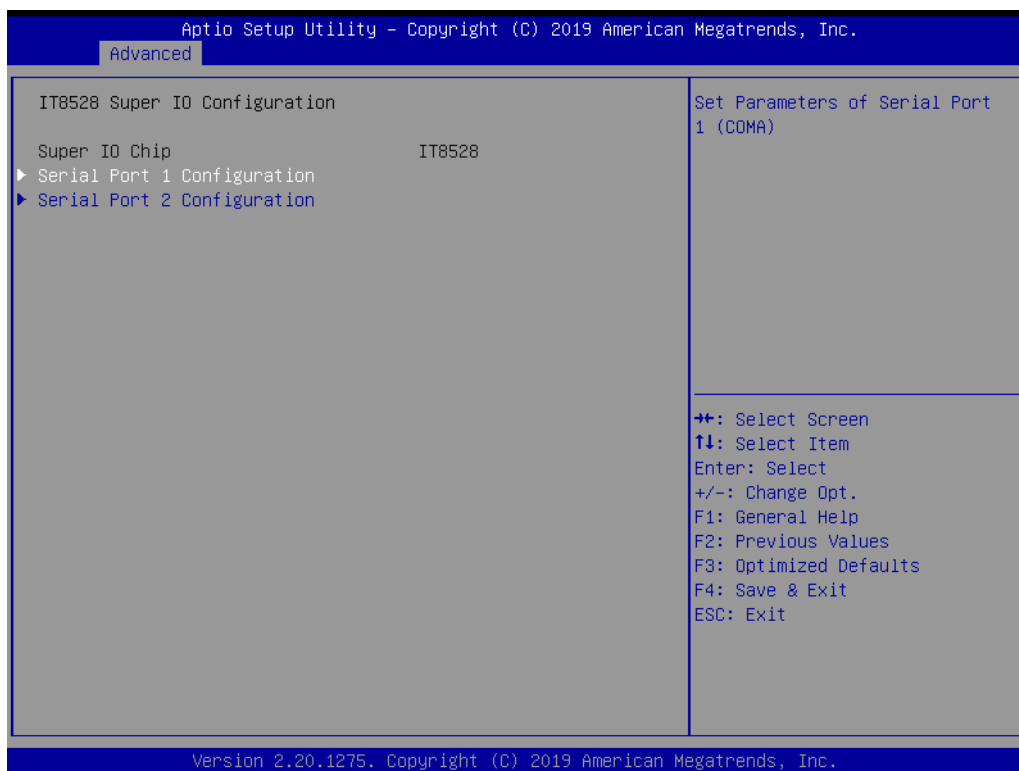 Aptio Setup Utility – Copyright (C) 2019 American Megatrends, Inc.
Advanced
IT8528 Super IO Configuration
Super IO Chip IT8528
▶ Serial Port 1 Configuration
▶ Serial Port 2 Configuration
Set Parameters of Serial Port
1 (COMA)
→←: Select Screen
↑↓: Select Item
Enter: Select
+/-: Change Opt.
F1: General Help
F2: Previous Values
F3: Optimized Defaults
F4: Save & Exit
ESC: Exit
Version 2.20.1275. Copyright (C) 2019 American Megatrends, Inc.